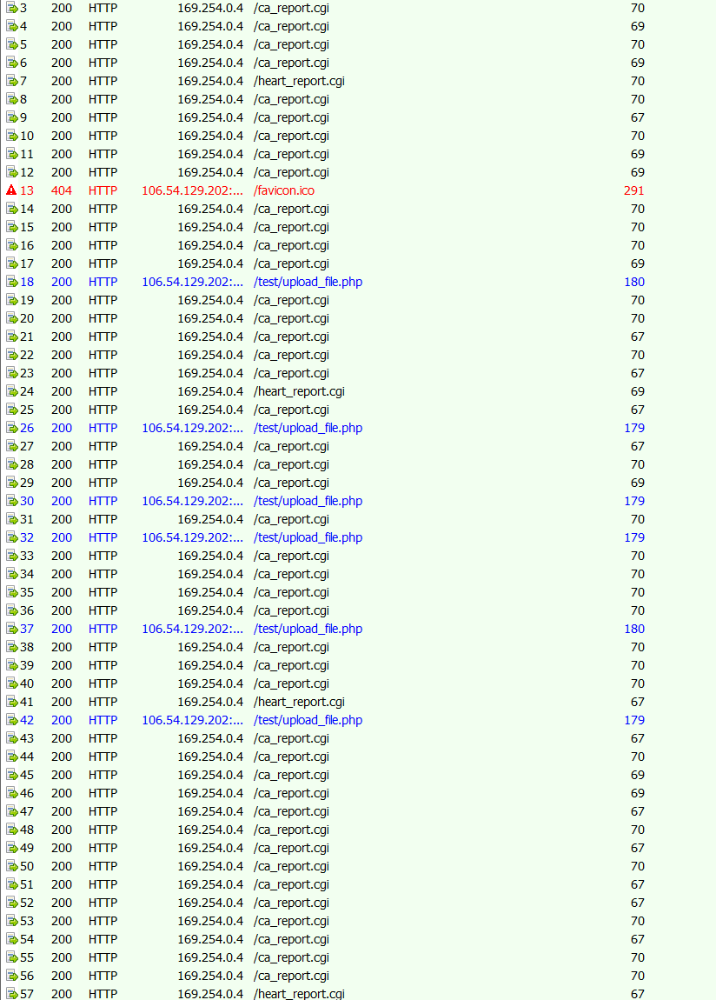 3 200 HTTP 169.254.0.4 /ca_report.cgi 70
4 200 HTTP 169.254.0.4 /ca_report.cgi 69
5 200 HTTP 169.254.0.4 /ca_report.cgi 70
6 200 HTTP 169.254.0.4 /ca_report.cgi 69
7 200 HTTP 169.254.0.4 /heart_report.cgi 70
8 200 HTTP 169.254.0.4 /ca_report.cgi 70
9 200 HTTP 169.254.0.4 /ca_report.cgi 67
10 200 HTTP 169.254.0.4 /ca_report.cgi 70
11 200 HTTP 169.254.0.4 /ca_report.cgi 69
12 200 HTTP 169.254.0.4 /ca_report.cgi 69
13 404 HTTP 106.54.129.202:... /favicon.ico 291
14 200 HTTP 169.254.0.4 /ca_report.cgi 70
15 200 HTTP 169.254.0.4 /ca_report.cgi 70
16 200 HTTP 169.254.0.4 /ca_report.cgi 70
17 200 HTTP 169.254.0.4 /ca_report.cgi 69
18 200 HTTP 106.54.129.202:... /test/upload_file.php 180
19 200 HTTP 169.254.0.4 /ca_report.cgi 70
20 200 HTTP 169.254.0.4 /ca_report.cgi 70
21 200 HTTP 169.254.0.4 /ca_report.cgi 67
22 200 HTTP 169.254.0.4 /ca_report.cgi 70
23 200 HTTP 169.254.0.4 /ca_report.cgi 67
24 200 HTTP 169.254.0.4 /heart_report.cgi 69
25 200 HTTP 169.254.0.4 /ca_report.cgi 67
26 200 HTTP 106.54.129.202:... /test/upload_file.php 179
27 200 HTTP 169.254.0.4 /ca_report.cgi 67
28 200 HTTP 169.254.0.4 /ca_report.cgi 70
29 200 HTTP 169.254.0.4 /ca_report.cgi 69
30 200 HTTP 106.54.129.202:... /test/upload_file.php 179
31 200 HTTP 169.254.0.4 /ca_report.cgi 70
32 200 HTTP 106.54.129.202:... /test/upload_file.php 179
33 200 HTTP 169.254.0.4 /ca_report.cgi 70
34 200 HTTP 169.254.0.4 /ca_report.cgi 70
35 200 HTTP 169.254.0.4 /ca_report.cgi 70
36 200 HTTP 169.254.0.4 /ca_report.cgi 70
37 200 HTTP 106.54.129.202:... /test/upload_file.php 180
38 200 HTTP 169.254.0.4 /ca_report.cgi 70
39 200 HTTP 169.254.0.4 /ca_report.cgi 70
40 200 HTTP 169.254.0.4 /ca_report.cgi 70
41 200 HTTP 169.254.0.4 /heart_report.cgi 67
42 200 HTTP 106.54.129.202:... /test/upload_file.php 179
43 200 HTTP 169.254.0.4 /ca_report.cgi 67
44 200 HTTP 169.254.0.4 /ca_report.cgi 70
45 200 HTTP 169.254.0.4 /ca_report.cgi 69
46 200 HTTP 169.254.0.4 /ca_report.cgi 69
47 200 HTTP 169.254.0.4 /ca_report.cgi 67
48 200 HTTP 169.254.0.4 /ca_report.cgi 70
49 200 HTTP 169.254.0.4 /ca_report.cgi 67
50 200 HTTP 169.254.0.4 /ca_report.cgi 70
51 200 HTTP 169.254.0.4 /ca_report.cgi 67
52 200 HTTP 169.254.0.4 /ca_report.cgi 67
53 200 HTTP 169.254.0.4 /ca_report.cgi 70
54 200 HTTP 169.254.0.4 /ca_report.cgi 67
55 200 HTTP 169.254.0.4 /ca_report.cgi 70
56 200 HTTP 169.254.0.4 /ca_report.cgi 70
57 200 HTTP 169.254.0.4 /heart_report.cgi 67